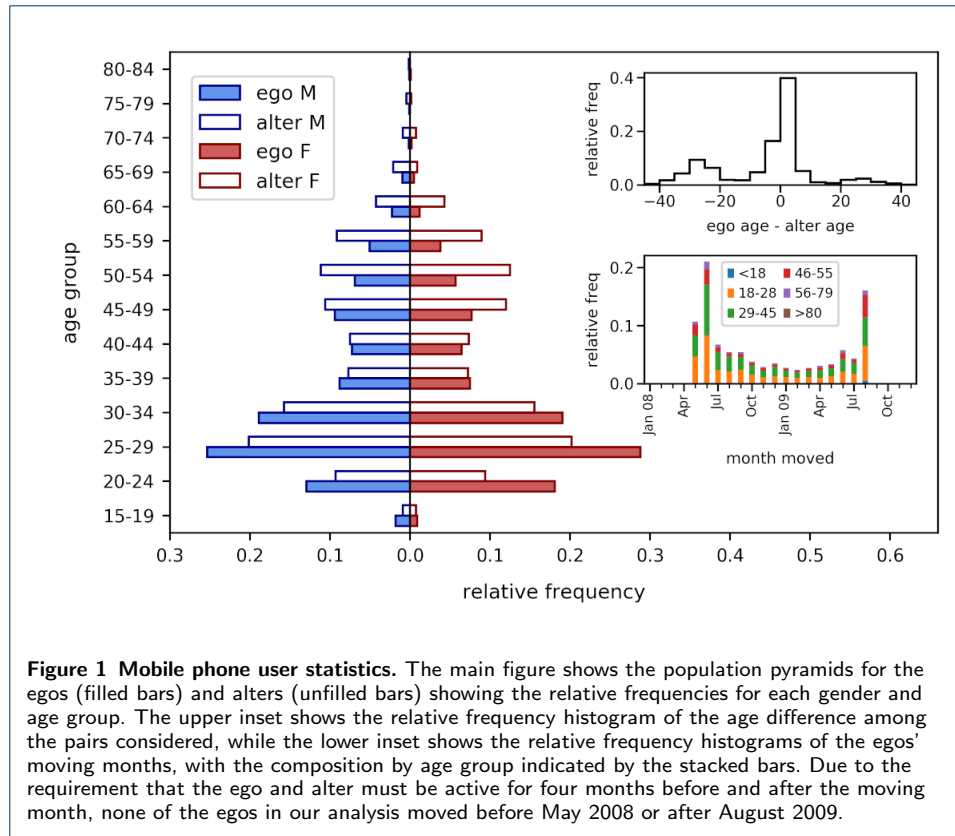 80-84
75-79
70-74
65-69
60-64
55-59
50-54
45-49
40-44
35-39
30-34
25-29
20-24
15-19
age group
0.3 0.2 0.1 0.0 0.1 0.2 0.3 0.4 0.5 0.6
relative frequency
ego M
alter M
ego F
alter F
0.4
0.2
0.0
relative freq
−40 −20 0 20 40
ego age - alter age
0.2
0.1
0.0
relative freq
<18 46-55
18-28 56-79
29-45 >80
Jan 08 Apr Jul Oct Jan 09 Apr Jul Oct
month moved
Figure 1 Mobile phone user statistics. The main figure shows the population pyramids for the
egos (filled bars) and alters (unfilled bars) showing the relative frequencies for each gender and
age group. The upper inset shows the relative frequency histogram of the age difference among
the pairs considered, while the lower inset shows the relative frequency histograms of the egos'
moving months, with the composition by age group indicated by the stacked bars. Due to the
requirement that the ego and alter must be active for four months before and after the moving
month, none of the egos in our analysis moved before May 2008 or after August 2009.